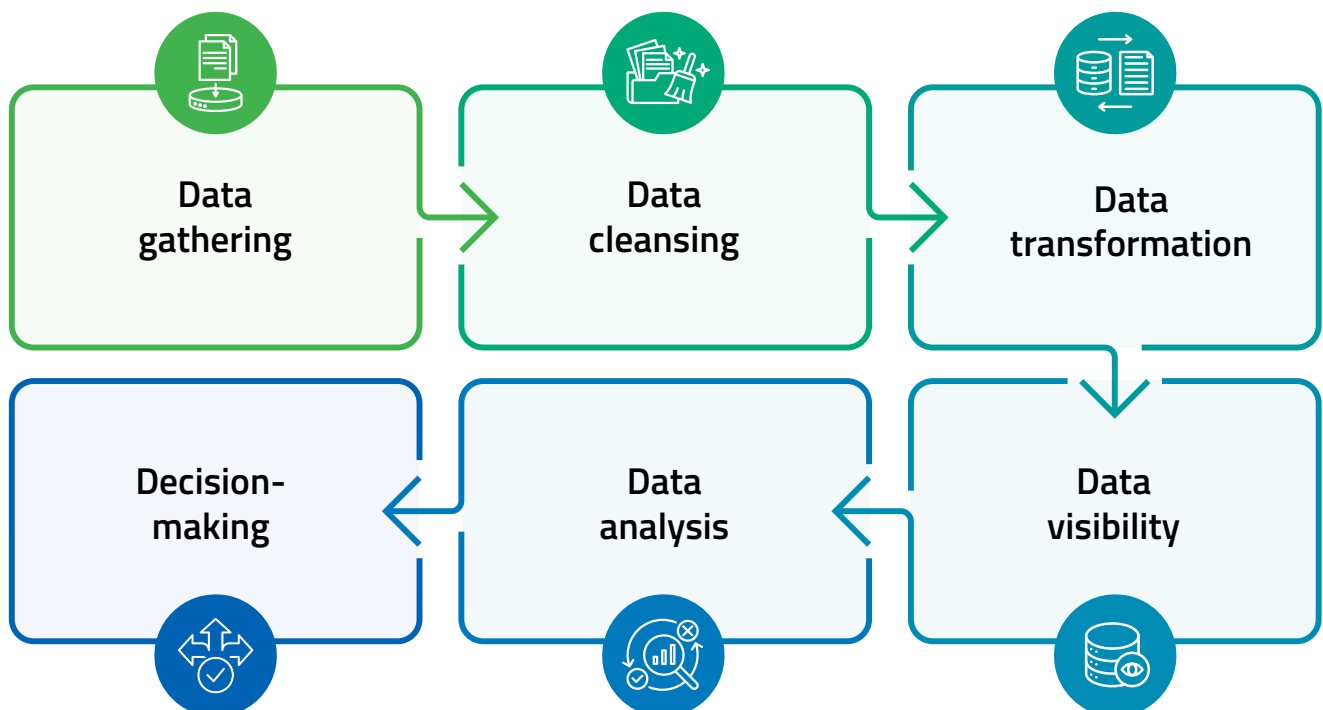 Data
gathering
Data
cleansing
Data
transformation
Data
visibility
Data
analysis
Decision-
making